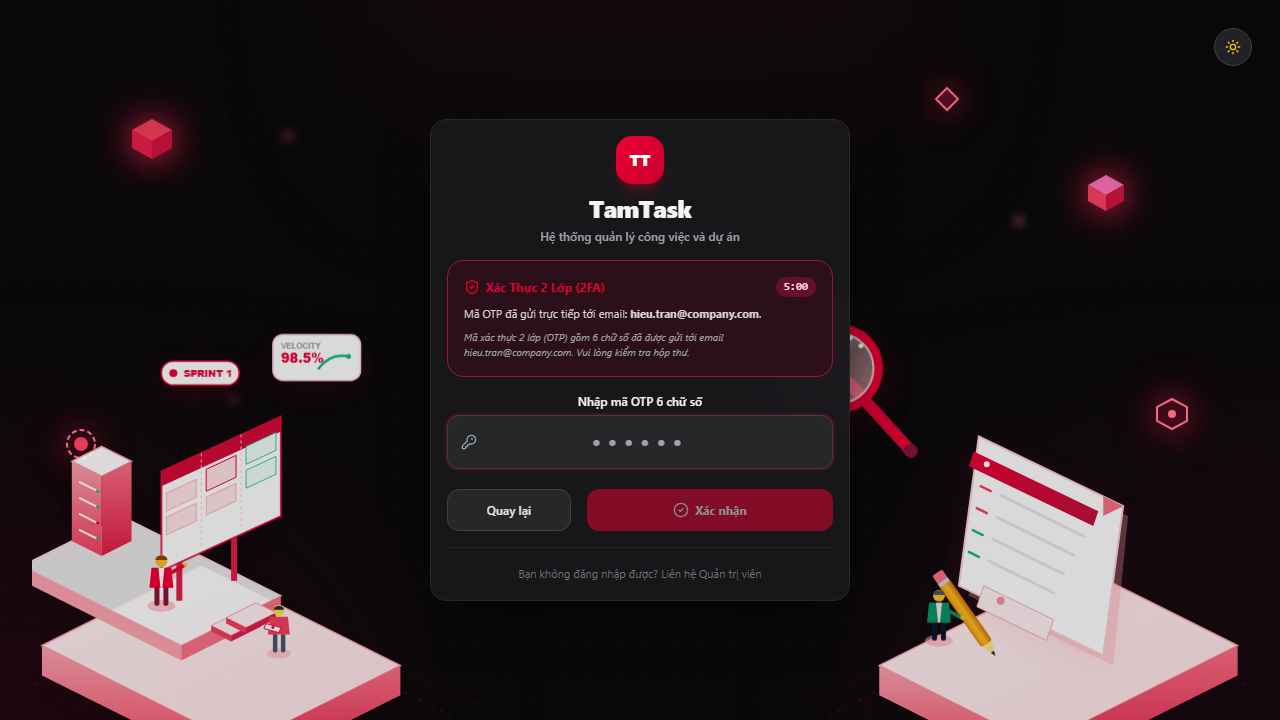 TT
TamTask
Hệ thống quản lý công việc và dự án
Xác Thực 2 Lớp (2FA)
5:00
Mã OTP đã gửi trực tiếp tới email: hieu.tran@company.com.
Mã xác thực 2 lớp (OTP) gồm 6 chữ số đã được gửi tới email
hieu.tran@company.com. Vui lòng kiểm tra hộp thư.
VELOCITY
98.5%
SPRINT 1
Nhập mã OTP 6 chữ số
Quay lại
Xác nhận
Bạn không đăng nhập được? Liên hệ Quản trị viên